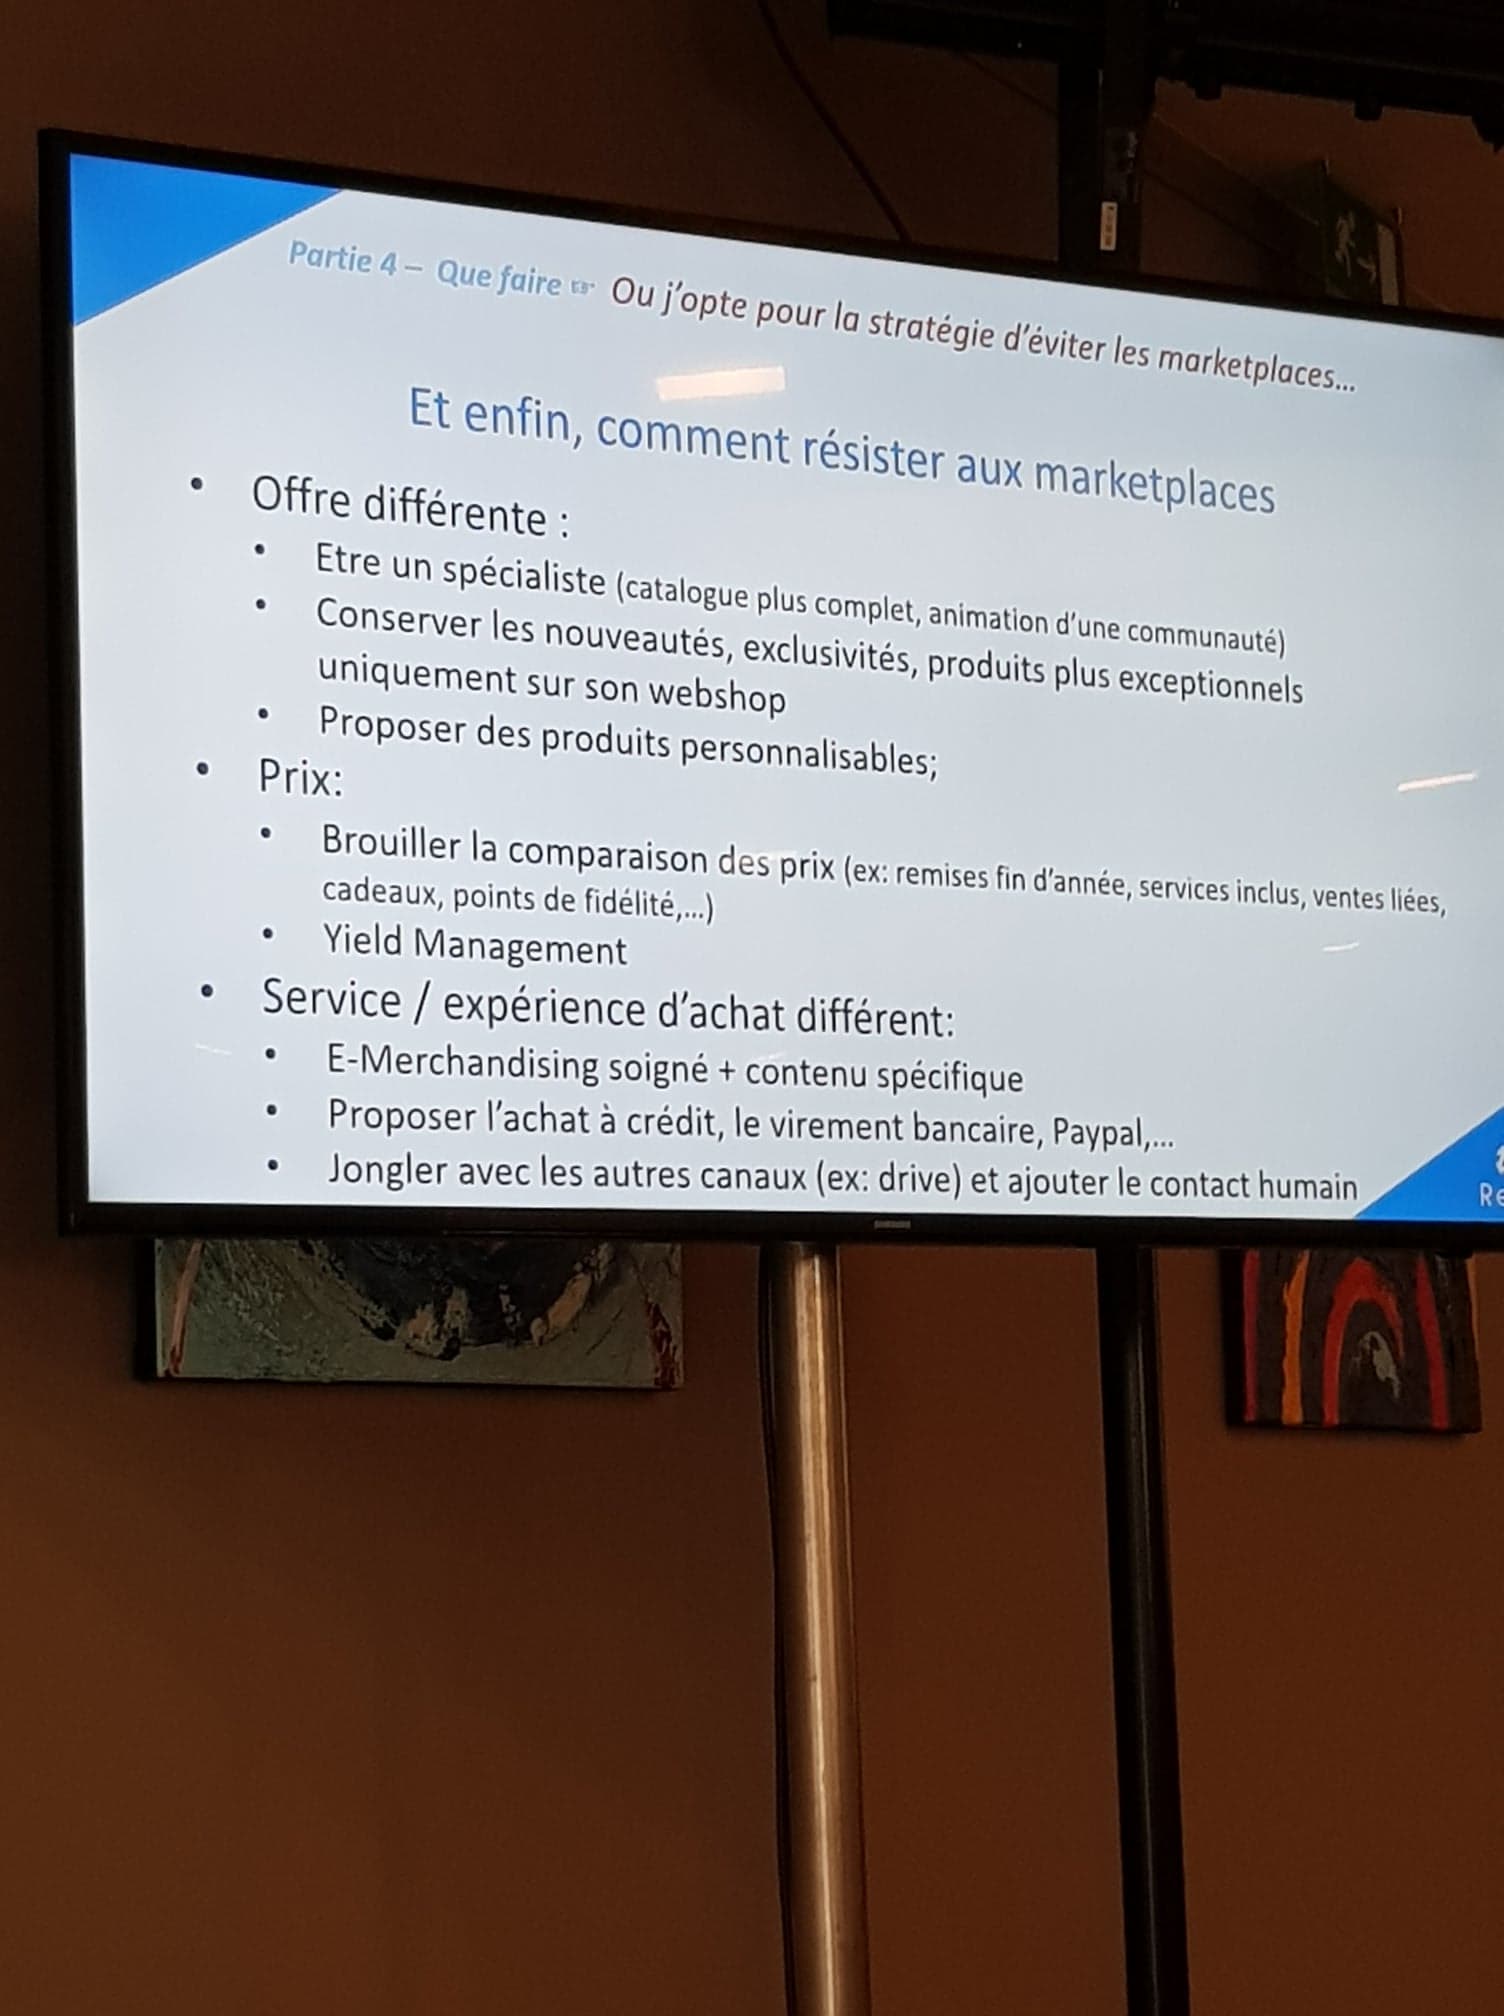 Partie 4 – Que faire ☞ Ou j'opte pour la stratégie d'éviter les marketplaces...
Et enfin, comment résister aux marketplaces
• Offre différente :
• Etre un spécialiste (catalogue plus complet, animation d'une communauté)
• Conserver les nouveautés, exclusivités, produits plus exceptionnels
uniquement sur son webshop
• Proposer des produits personnalisables;
• Prix:
• Brouiller la comparaison des prix (ex: remises fin d'année, services inclus, ventes liées,
cadeaux, points de fidélité,...)
• Yield Management
• Service / expérience d'achat différent:
• E-Merchandising soigné + contenu spécifique
• Proposer l'achat à crédit, le virement bancaire, Paypal,...
• Jongler avec les autres canaux (ex: drive) et ajouter le contact humain
Re
SAMSUNG